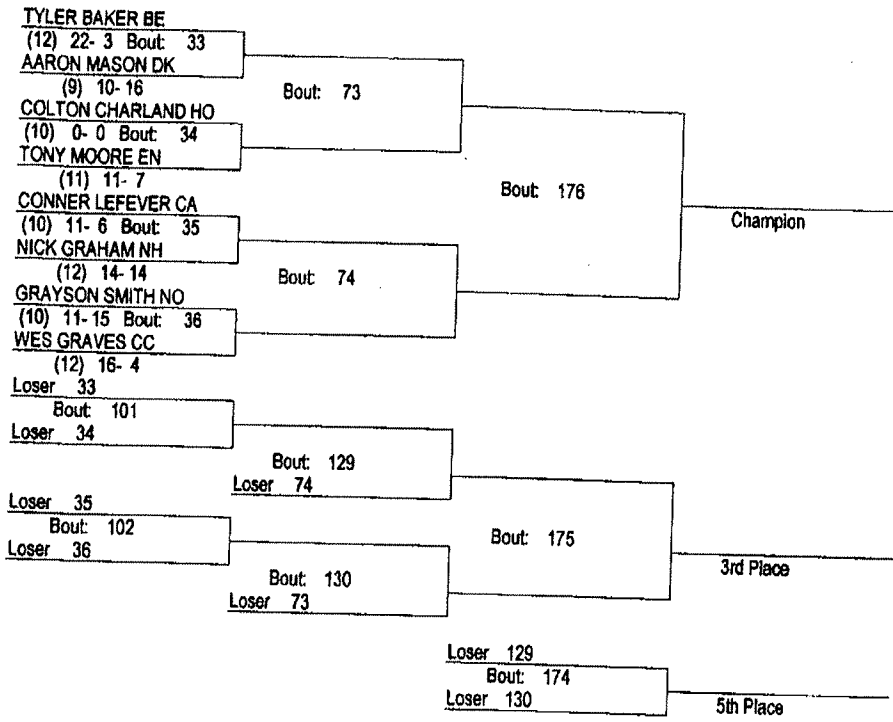 TYLER BAKER BE
(12) 22- 3 Bout: 33
AARON MASON DK
(9) 10- 16
Bout: 73
COLTON CHARLAND HO
(10) 0- 0 Bout: 34
TONY MOORE EN
(11) 11- 7
Bout: 176
Champion
CONNER LEFEVER CA
(10) 11- 6 Bout: 35
NICK GRAHAM NH
(12) 14- 14
Bout: 74
GRAYSON SMITH NO
(10) 11- 15 Bout: 36
WES GRAVES CC
(12) 16- 4
Loser 33
Bout: 101
Loser 34
Bout: 129
Loser 74
Loser 35
Bout: 102
Loser 36
Bout: 175
3rd Place
Bout: 130
Loser 73
Loser 129
Bout: 174
Loser 130
5th Place